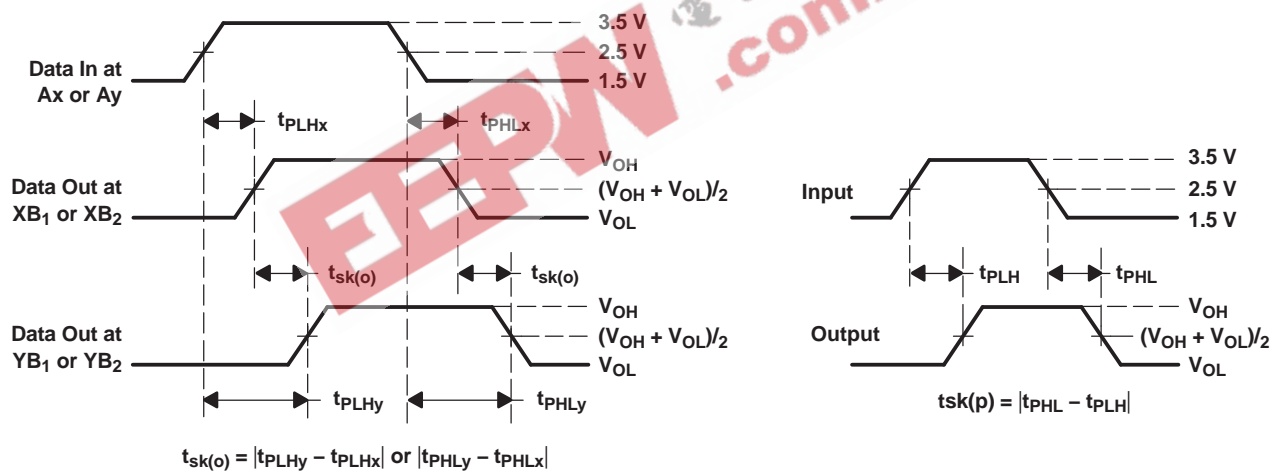 3.5 V
2.5 V
1.5 V
Data In at
Ax or Ay
tPLHx
tPHLx
VOH
(VOH + VOL)/2
VOL
Data Out at
XB1 or XB2
tsk(o)
tsk(o)
VOH
(VOH + VOL)/2
VOL
Data Out at
YB1 or YB2
tPLHy
tPHLy
tsk(o) = |tPLHy – tPLHx| or |tPHLy – tPHLx|
3.5 V
2.5 V
1.5 V
Input
tPLH
tPHL
VOH
(VOH + VOL)/2
VOL
Output
tsk(p) = |tPHL – tPLH|
EEPW
.com